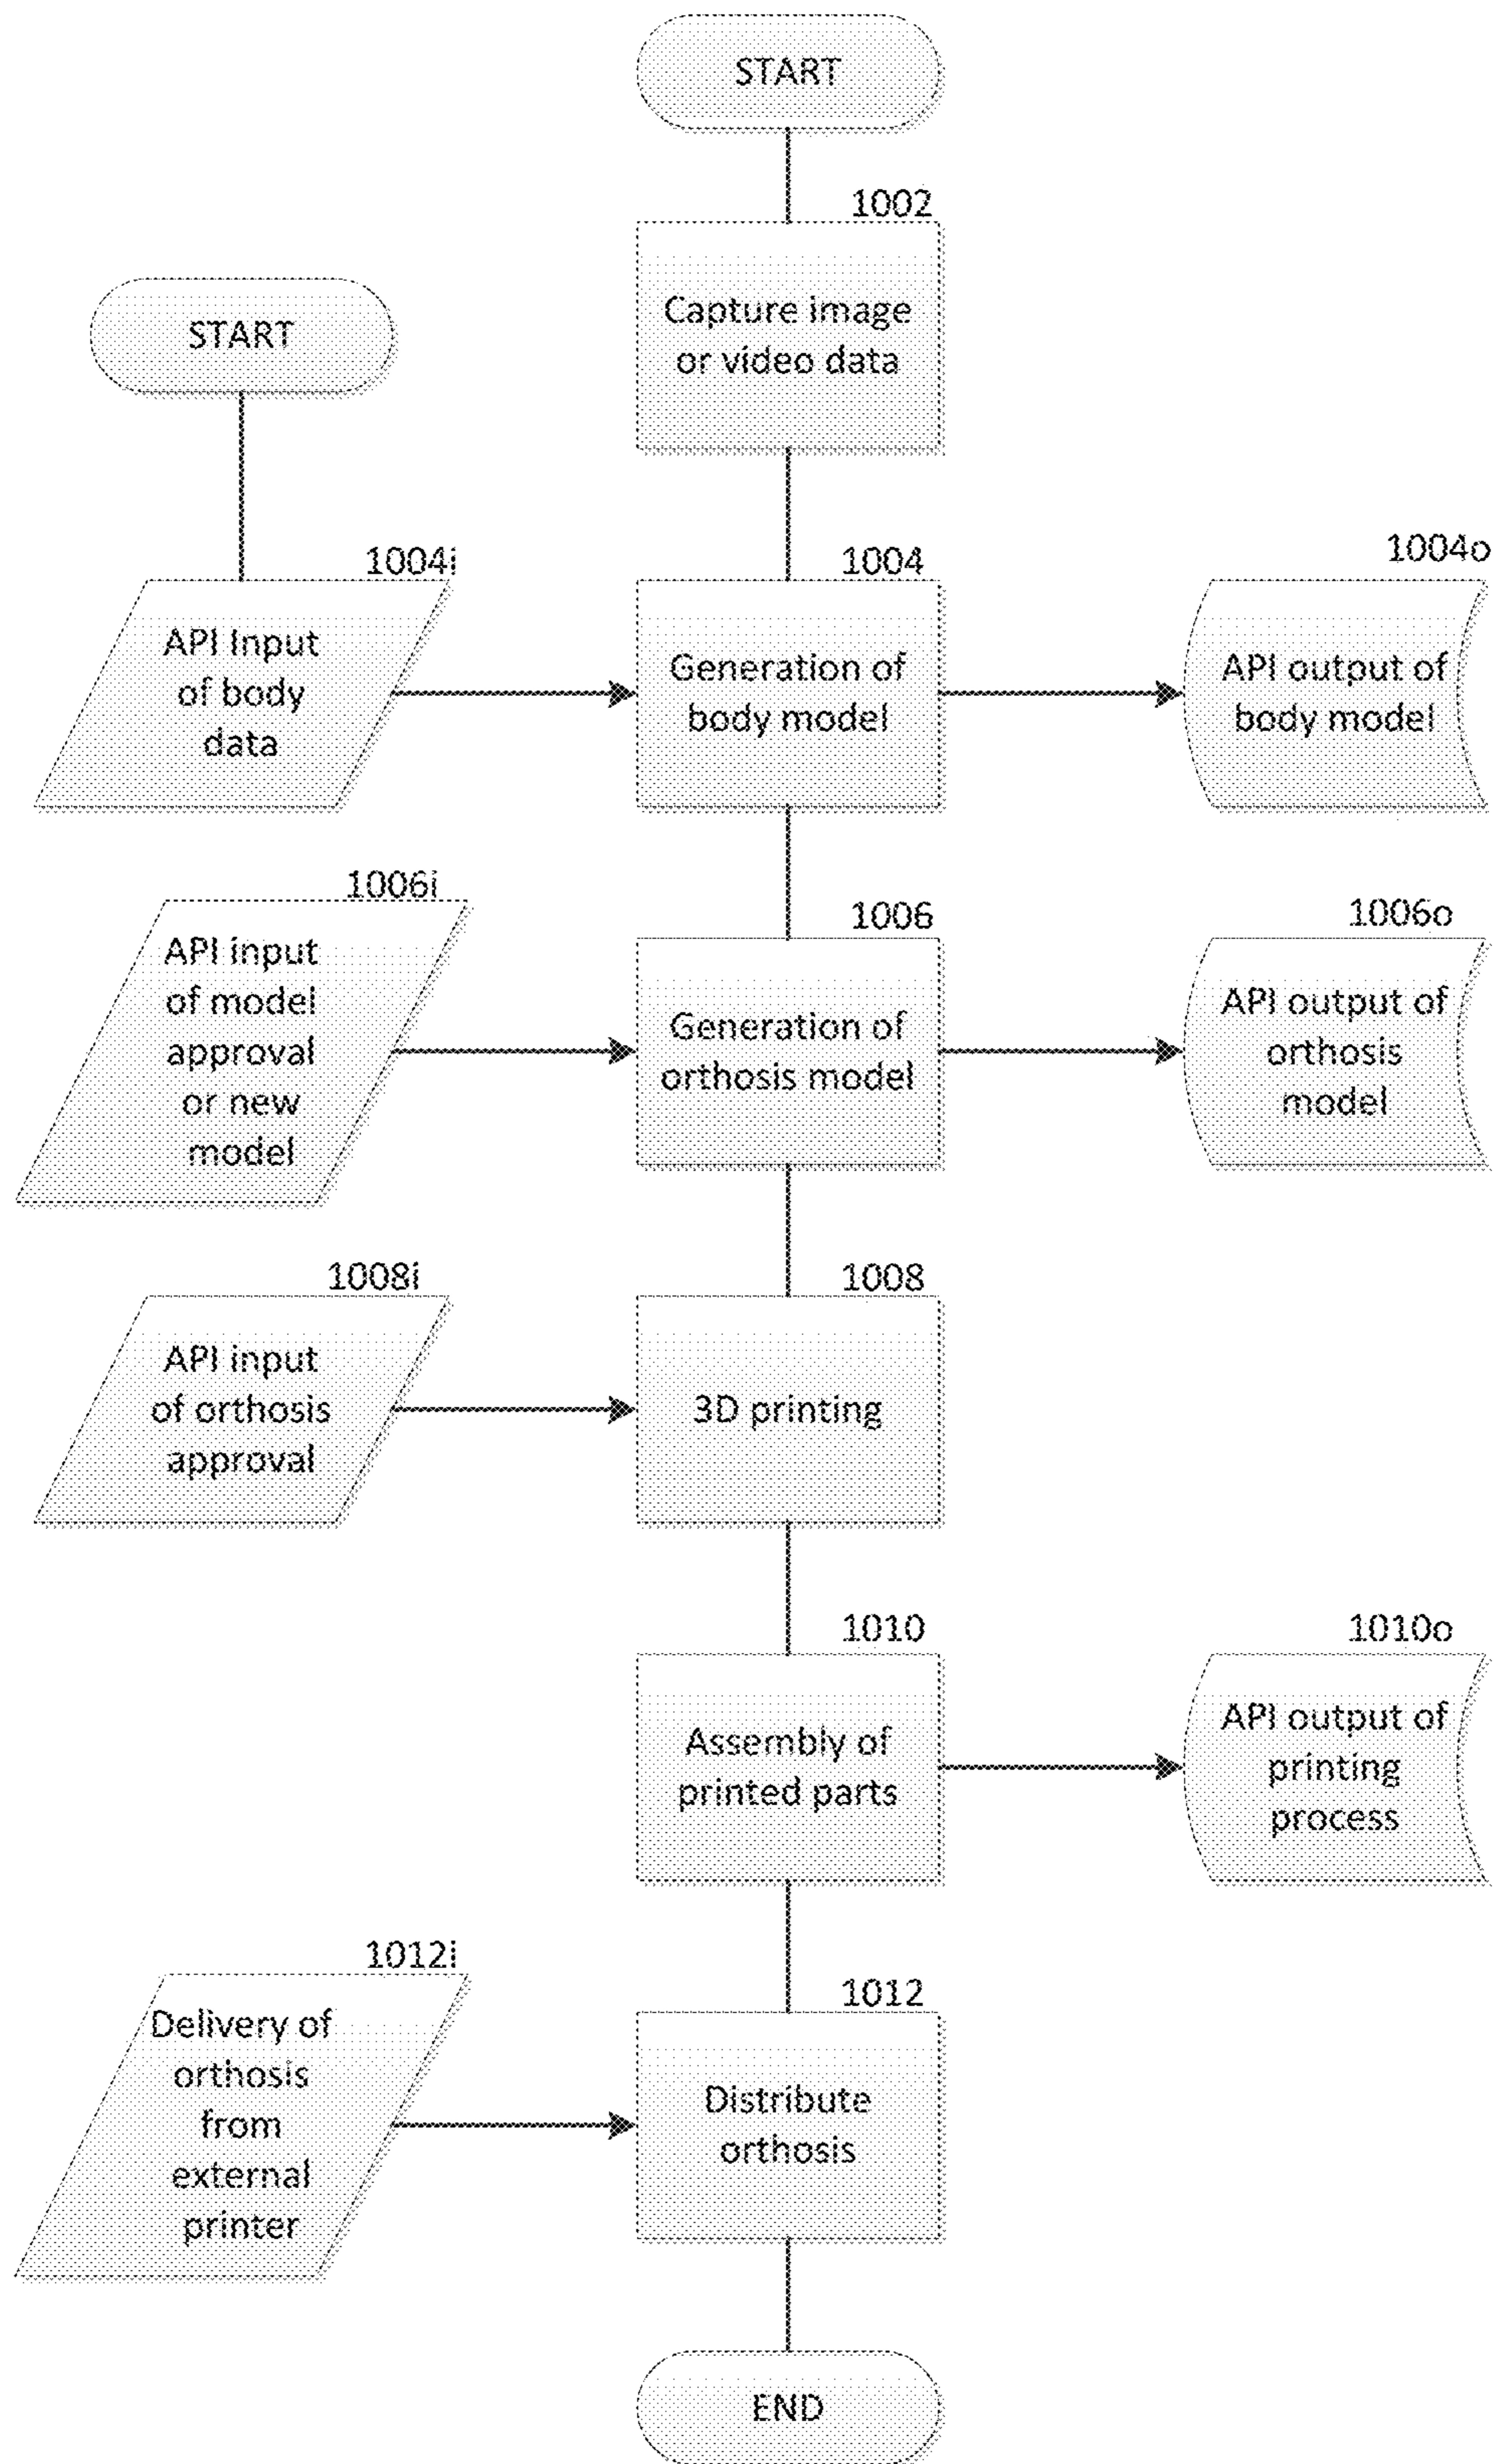 START
1002
Capture image
or video data
START
1004i
API Input
of body
data
1004
Generation of
body model
1004o
API output of
body model
1006i
API input
of model
approval
or new
model
1006
Generation of
orthosis model
1006o
API output of
orthosis
model
1008i
API input
of orthosis
approval
1008
3D printing
1010
Assembly of
printed parts
1010o
API output of
printing
process
1012i
Delivery of
orthosis
from
external
printer
1012
Distribute
orthosis
END